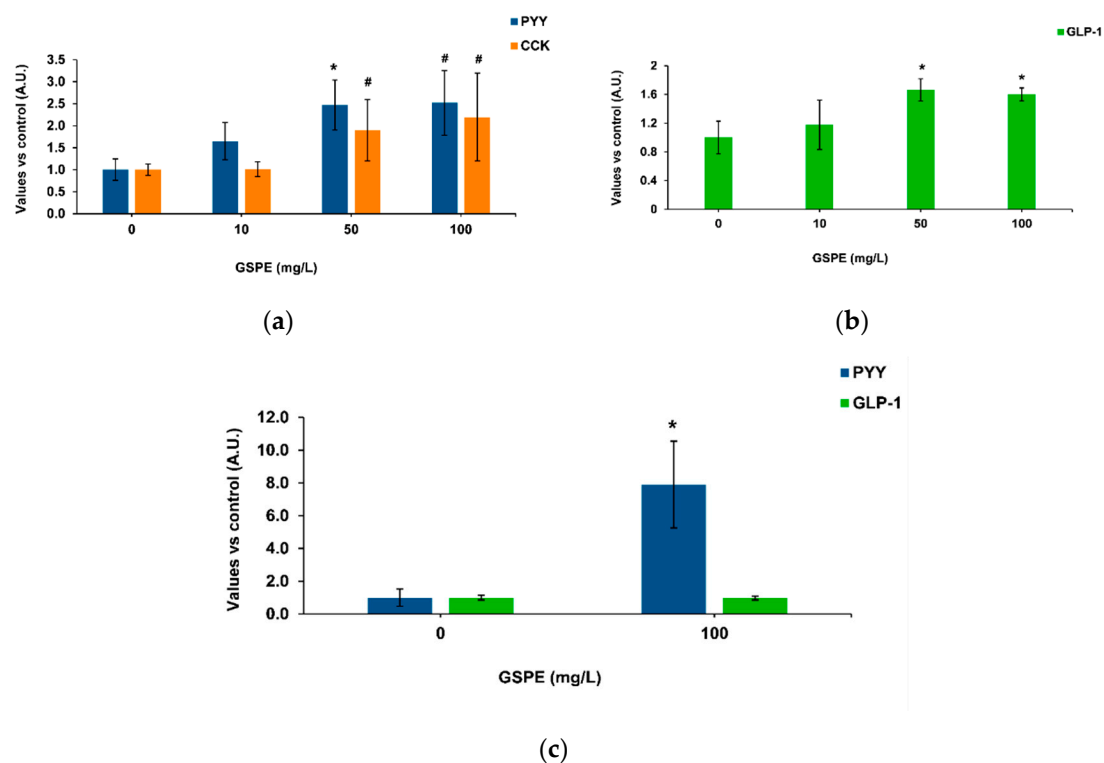 PYY
CCK
Values vs control (A.U.)
3.5
3.0
2.5
2.0
1.5
1.0
0.5
0.0
* # # #
0 10 50 100
GSPE (mg/L)
(a)
GLP-1
Values vs control (A.U.)
2
1.6
1.2
0.8
0.4
0
* *
0 10 50 100
GSPE (mg/L)
(b)
PYY
GLP-1
Values vs control (A.U.)
12.0
10.0
8.0
6.0
4.0
2.0
0.0
*
0 100
GSPE (mg/L)
(c)